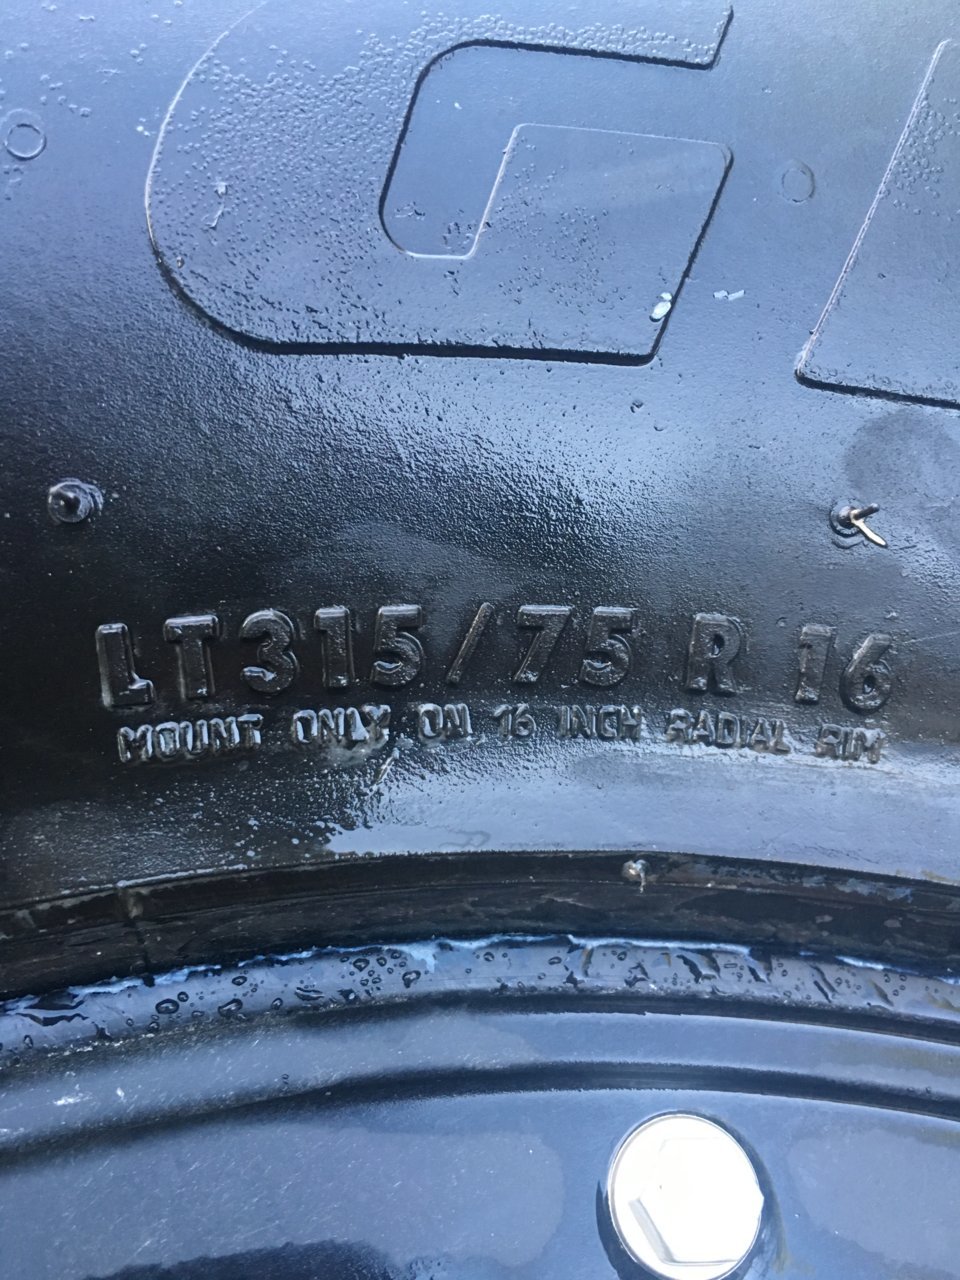 G
LT315/75 R 16
MOUNT ONLY ON 16 INCH RADIAL RIM